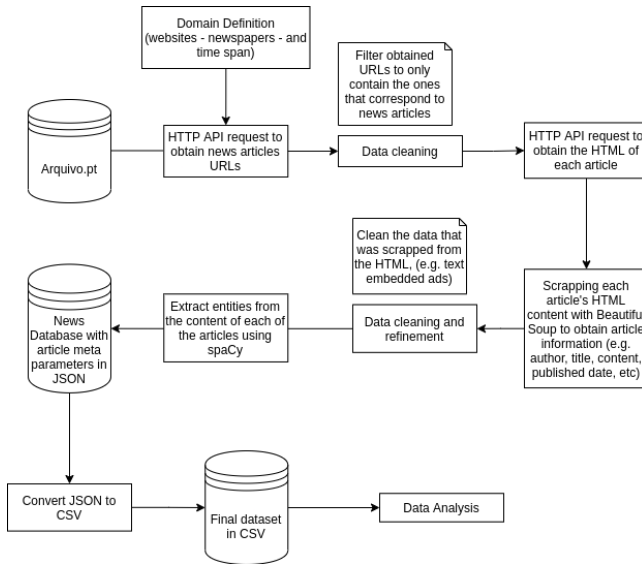 Domain Definition
(websites - newspapers - and
time span)
Filter obtained
URLs to only
contain the ones
that correspond to
news articles
Arquivo.pt
HTTP API request to
obtain news articles
URLs
Data cleaning
HTTP API request to
obtain the HTML of
each article
Clean the data that
was scrapped from
the HTML, (e.g. text
embedded ads)
News
Database with
article meta
parameters in
JSON
Extract entities from
the content of each of
the articles using
spaCy
Data cleaning and
refinement
Scrapping each
article's HTML
content with Beautifu
Soup to obtain article
information (e.g.
author, title, content,
published date, etc)
Convert JSON to
CSV
Final dataset
in CSV
Data Analysis